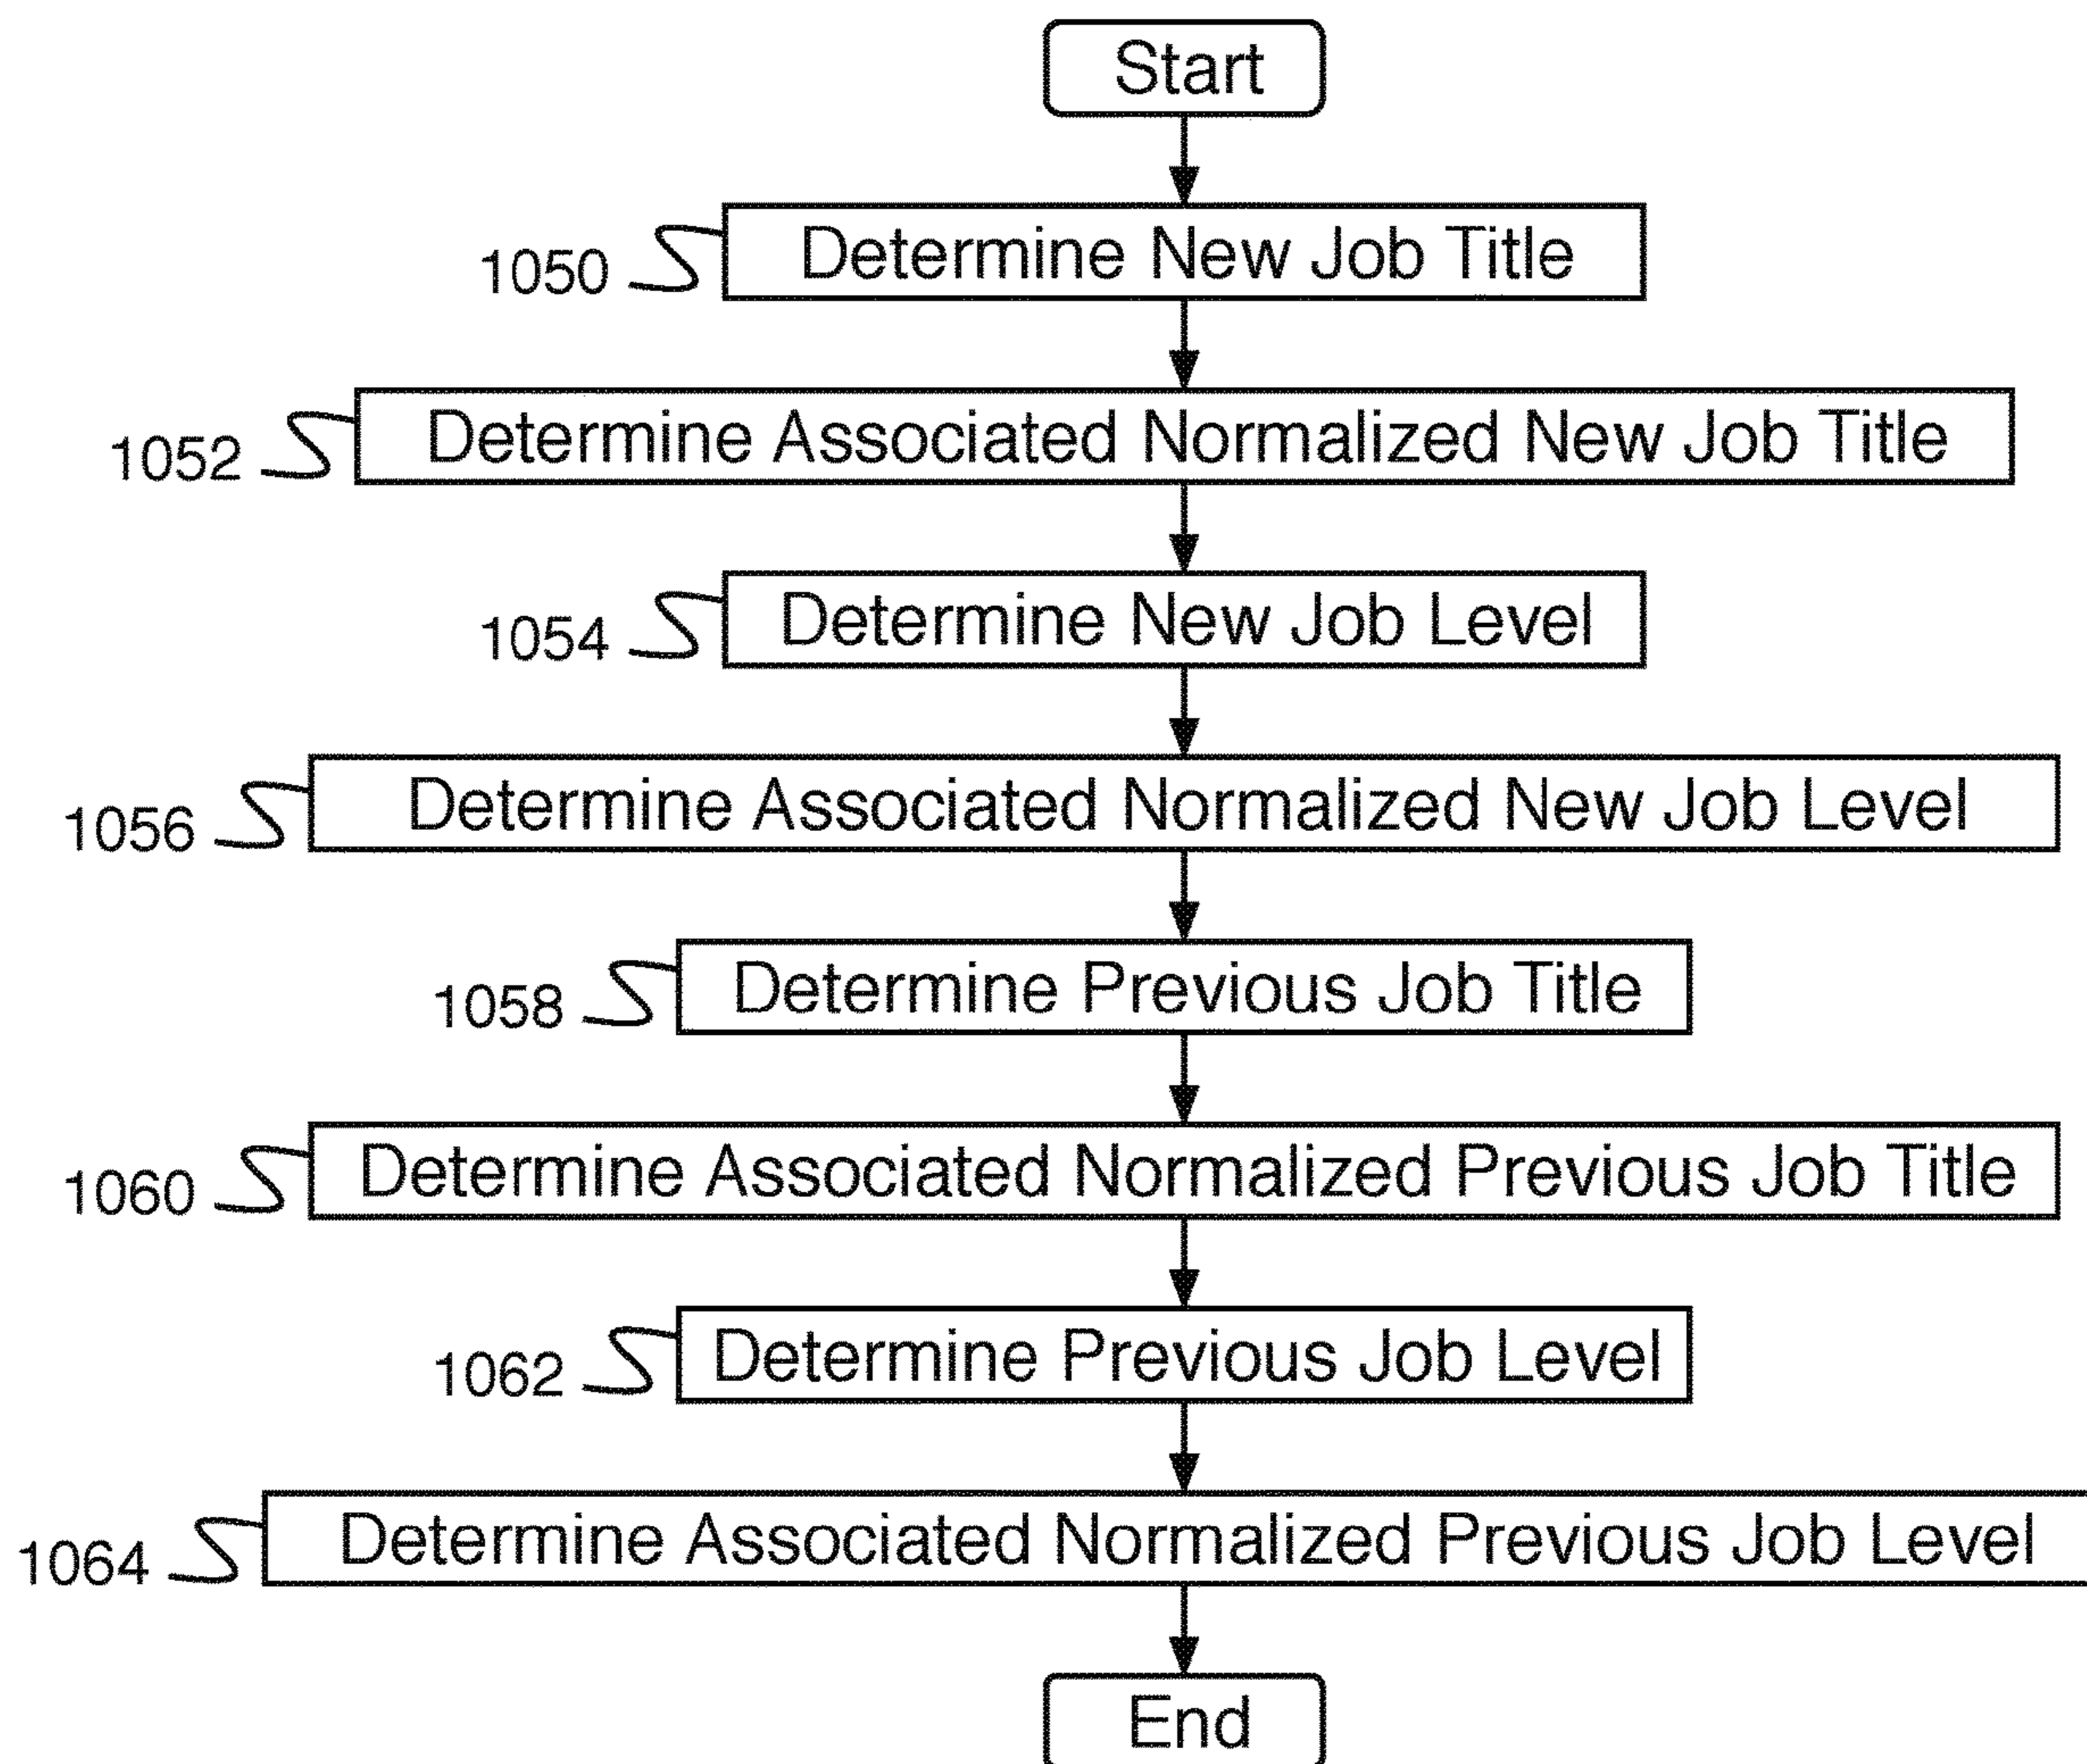 Start
1050 Determine New Job Title
1052 Determine Associated Normalized New Job Title
1054 Determine New Job Level
1056 Determine Associated Normalized New Job Level
1058 Determine Previous Job Title
1060 Determine Associated Normalized Previous Job Title
1062 Determine Previous Job Level
1064 Determine Associated Normalized Previous Job Level
End